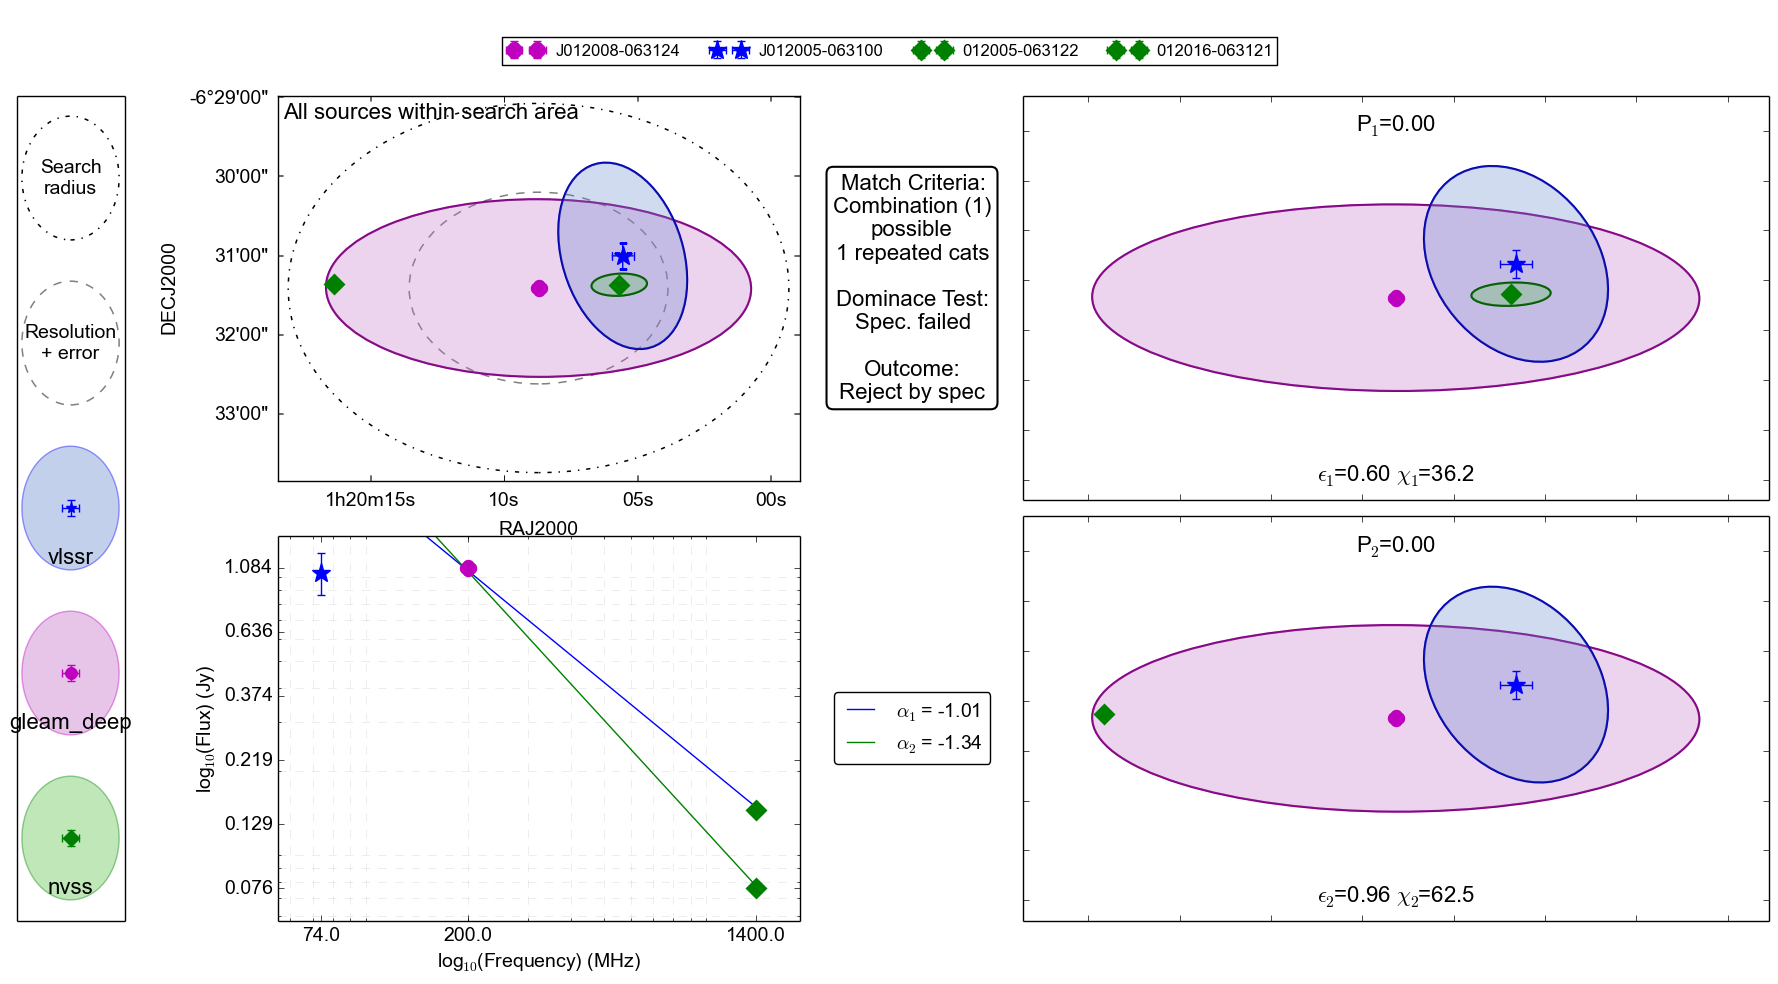 J012008-063124 J012005-063100 012005-063122 012016-063121
Search
radius
Resolution
+ error
vlssr
gleam_deep
nvss
All sources within search area
-6°29'00"
30'00"
31'00"
32'00"
33'00"
DECJ2000
1h20m15s 10s 05s 00s
RAJ2000
Match Criteria:
Combination (1)
possible
1 repeated cats
Dominace Test:
Spec. failed
Outcome:
Reject by spec
P₁=0.00
ϵ₁=0.60 χ₁=36.2
1.084
0.636
0.374
0.219
0.129
0.076
log₁₀(Flux) (Jy)
74.0 200.0 1400.0
log₁₀(Frequency) (MHz)
α₁ = -1.01
α₂ = -1.34
P₂=0.00
ϵ₂=0.96 χ₂=62.5